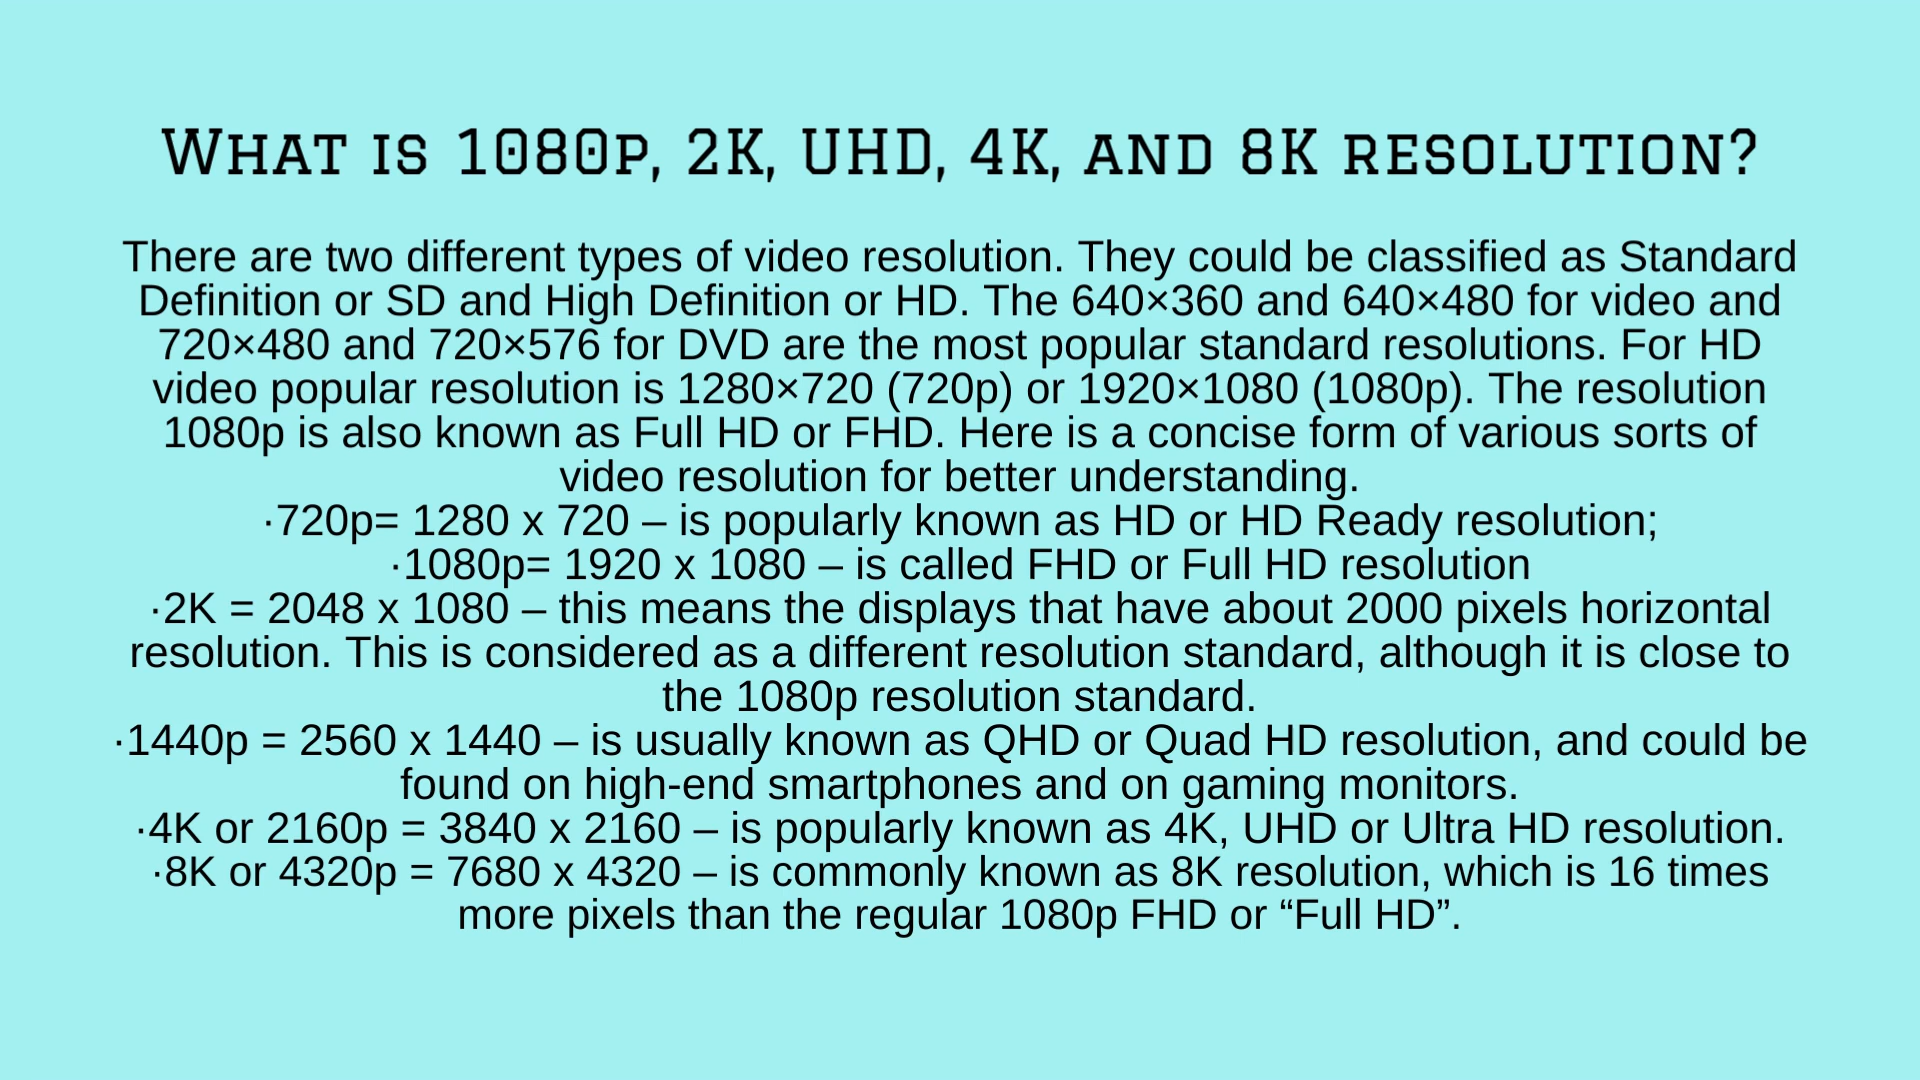 What is 1080p, 2K, UHD, 4K, and 8K resolution?
There are two different types of video resolution. They could be classified as Standard
Definition or SD and High Definition or HD. The 640×360 and 640×480 for video and
720×480 and 720×576 for DVD are the most popular standard resolutions. For HD
video popular resolution is 1280×720 (720p) or 1920×1080 (1080p). The resolution
1080p is also known as Full HD or FHD. Here is a concise form of various sorts of
video resolution for better understanding.
·720p= 1280 x 720 – is popularly known as HD or HD Ready resolution;
·1080p= 1920 x 1080 – is called FHD or Full HD resolution
·2K = 2048 x 1080 – this means the displays that have about 2000 pixels horizontal
resolution. This is considered as a different resolution standard, although it is close to
the 1080p resolution standard.
·1440p = 2560 x 1440 – is usually known as QHD or Quad HD resolution, and could be
found on high-end smartphones and on gaming monitors.
·4K or 2160p = 3840 x 2160 – is popularly known as 4K, UHD or Ultra HD resolution.
·8K or 4320p = 7680 x 4320 – is commonly known as 8K resolution, which is 16 times
more pixels than the regular 1080p FHD or “Full HD”.